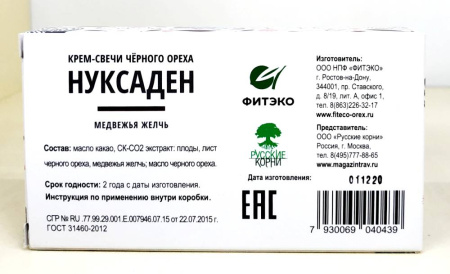 КРЕМ-СВЕЧИ ЧЁРНОГО ОРЕХА
НУКСАДЕН
МЕДВЕЖЬЯ ЖЕЛЧЬ
Состав: масло какао, СК-СО2 экстракт: плоды, лист
черного ореха, медвежья желчь; масло черного ореха.
Срок годности: 2 года с даты изготовления.
Инструкция по применению внутри коробки.
СГР № RU .77.99.29.001.Е.007946.07.15 от 22.07.2015 г.
ГОСТ 31460-2012
ФИТЭКО
РУССКИЕ
КОРНИ
Дата изготовления:
011220
ЕАС
Изготовитель:
ООО НПФ «ФИТЭКО»
г. Ростов-на-Дону,
344001, пр. Ставского,
д. 8/19, лит. А, офис 1,
тел. 8(863)226-32-17
www.fiteco-orex.ru
Представитель:
ООО «Русские корни»
Россия, г. Москва,
тел. 8(495)777-88-65
www.magazintrav.ru
7 930069 040439